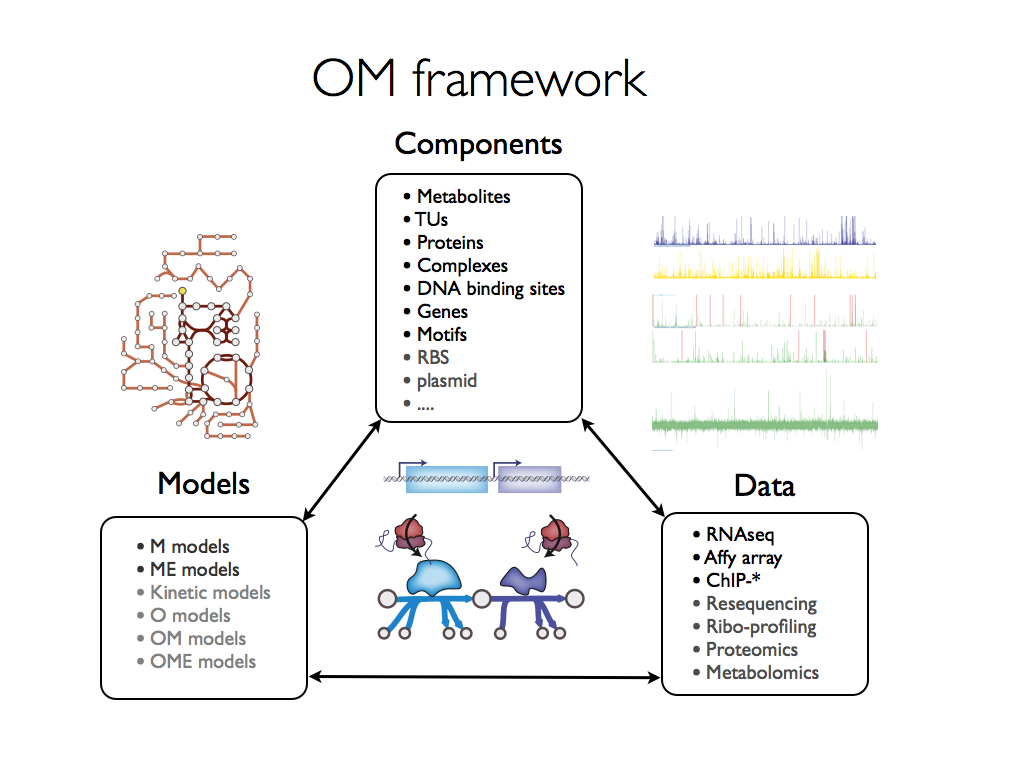 OM framework
Components
• Metabolites
• TUs
• Proteins
• Complexes
• DNA binding sites
• Genes
• Motifs
• RBS
• plasmid
• ....
Models
• M models
• ME models
• Kinetic models
• O models
• OM models
• OME models
Data
• RNAseq
• Affy array
• ChIP-*
• Resequencing
• Ribo-profiling
• Proteomics
• Metabolomics